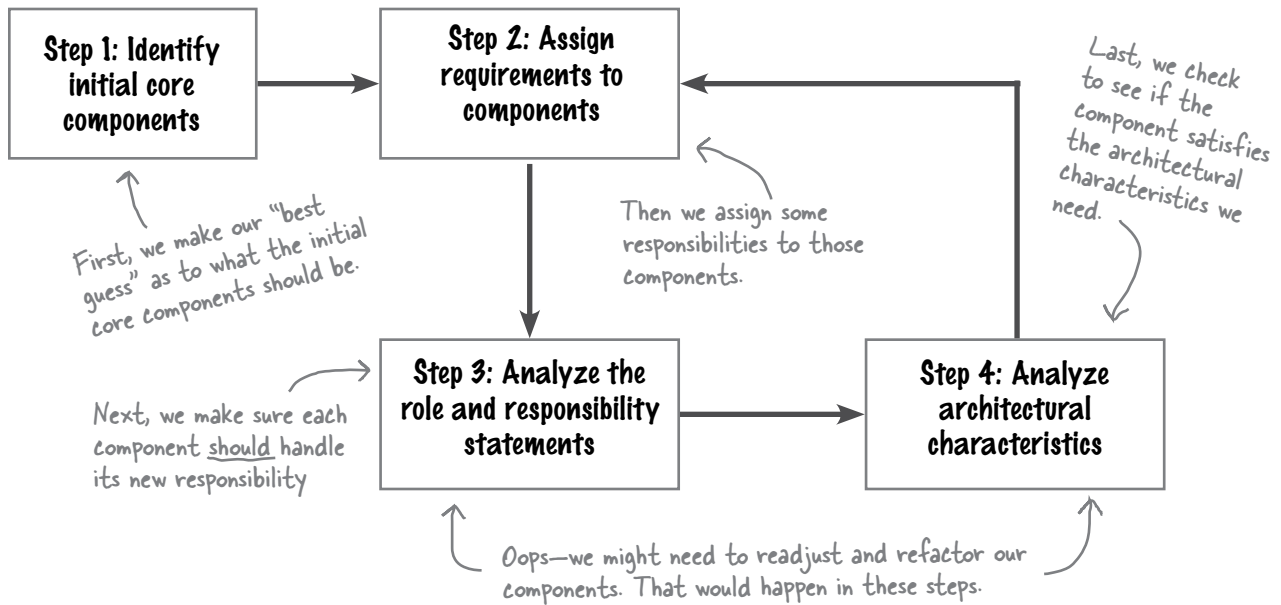 Step 1: Identify
initial core
components
Step 2: Assign
requirements to
components
Last, we check
to see if the
component satisfies
the architectural
characteristics we
need.
First, we make our “best
guess” as to what the initial
core components should be.
Then we assign some
responsibilities to those
components.
Step 3: Analyze the
role and responsibility
statements
Step 4: Analyze
architectural
characteristics
Next, we make sure each
component should handle
its new responsibility
Oops—we might need to readjust and refactor our
components. That would happen in these steps.